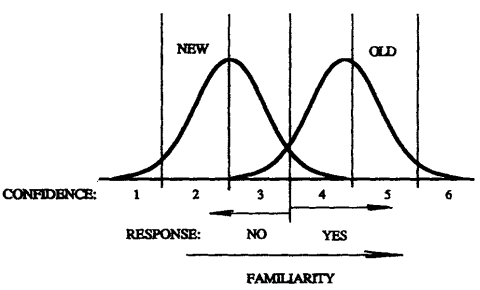 NEW OLD
CONFIDENCE: 1 2 3 4 5 6
RESPONSE: NO YES
FAMILIARITY